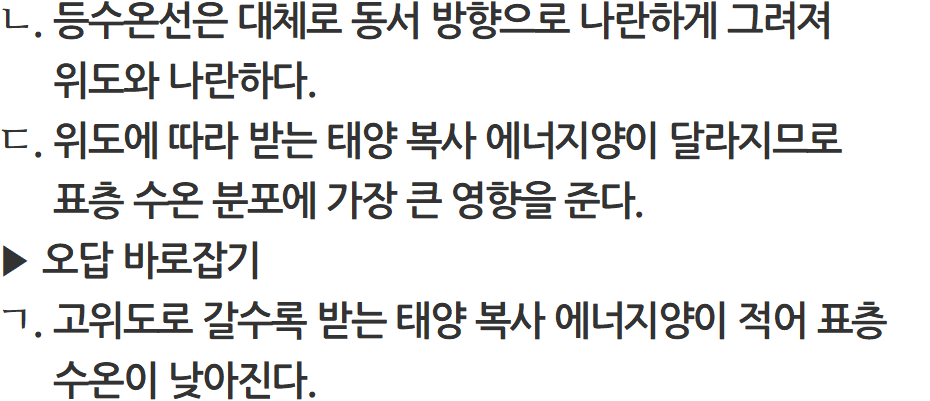 ㄴ. 등수온선은 대체로 동서 방향으로 나란하게 그려져
위도와 나란하다.
ㄷ. 위도에 따라 받는 태양 복사 에너지양이 달라지므로
표층 수온 분포에 가장 큰 영향을 준다.
▶ 오답 바로잡기
ㄱ. 고위도로 갈수록 받는 태양 복사 에너지양이 적어 표층
수온이 낮아진다.